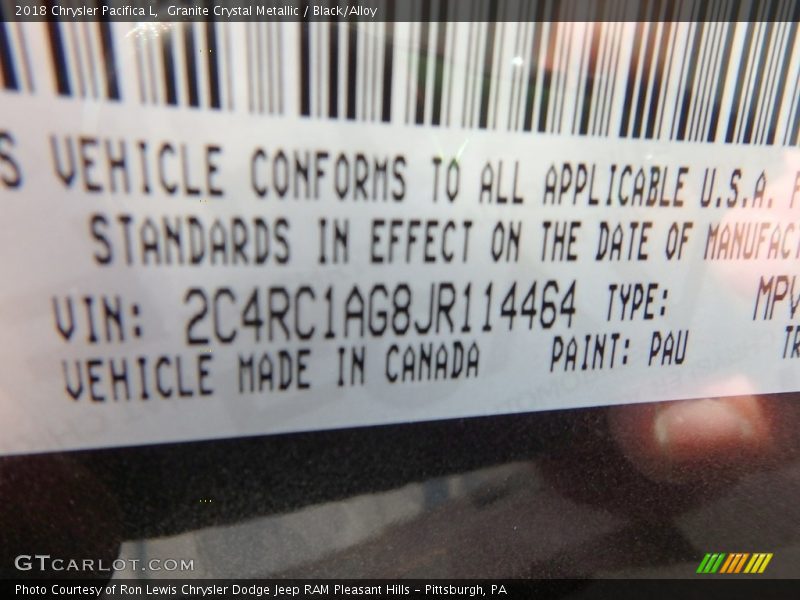 2018 Chrysler Pacifica L, Granite Crystal Metallic / Black/Alloy
VEHICLE CONFORMS TO ALL APPLICABLE U.S.A.
STANDARDS IN EFFECT ON THE DATE OF
VIN: 2C4RC1AG8JR114464 TYPE: MPV
VEHICLE MADE IN CANADA PAINT: PAU
GTCARLOT.COM
Photo Courtesy of Ron Lewis Chrysler Dodge Jeep RAM Pleasant Hills - Pittsburgh, PA